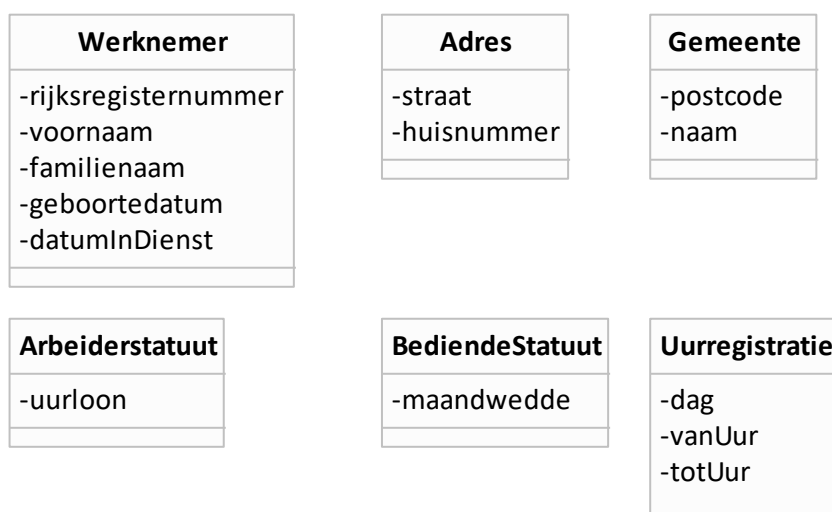 Werknemer
-rijksregisternummer
-voornaam
-familienaam
-geboortedatum
-datumInDienst
Adres
-straat
-huisnummer
Gemeente
-postcode
-naam
Arbeiderstatuut
-uurloon
BediendeStatuut
-maandwedde
Uurregistratie
-dag
-vanUur
-totUur